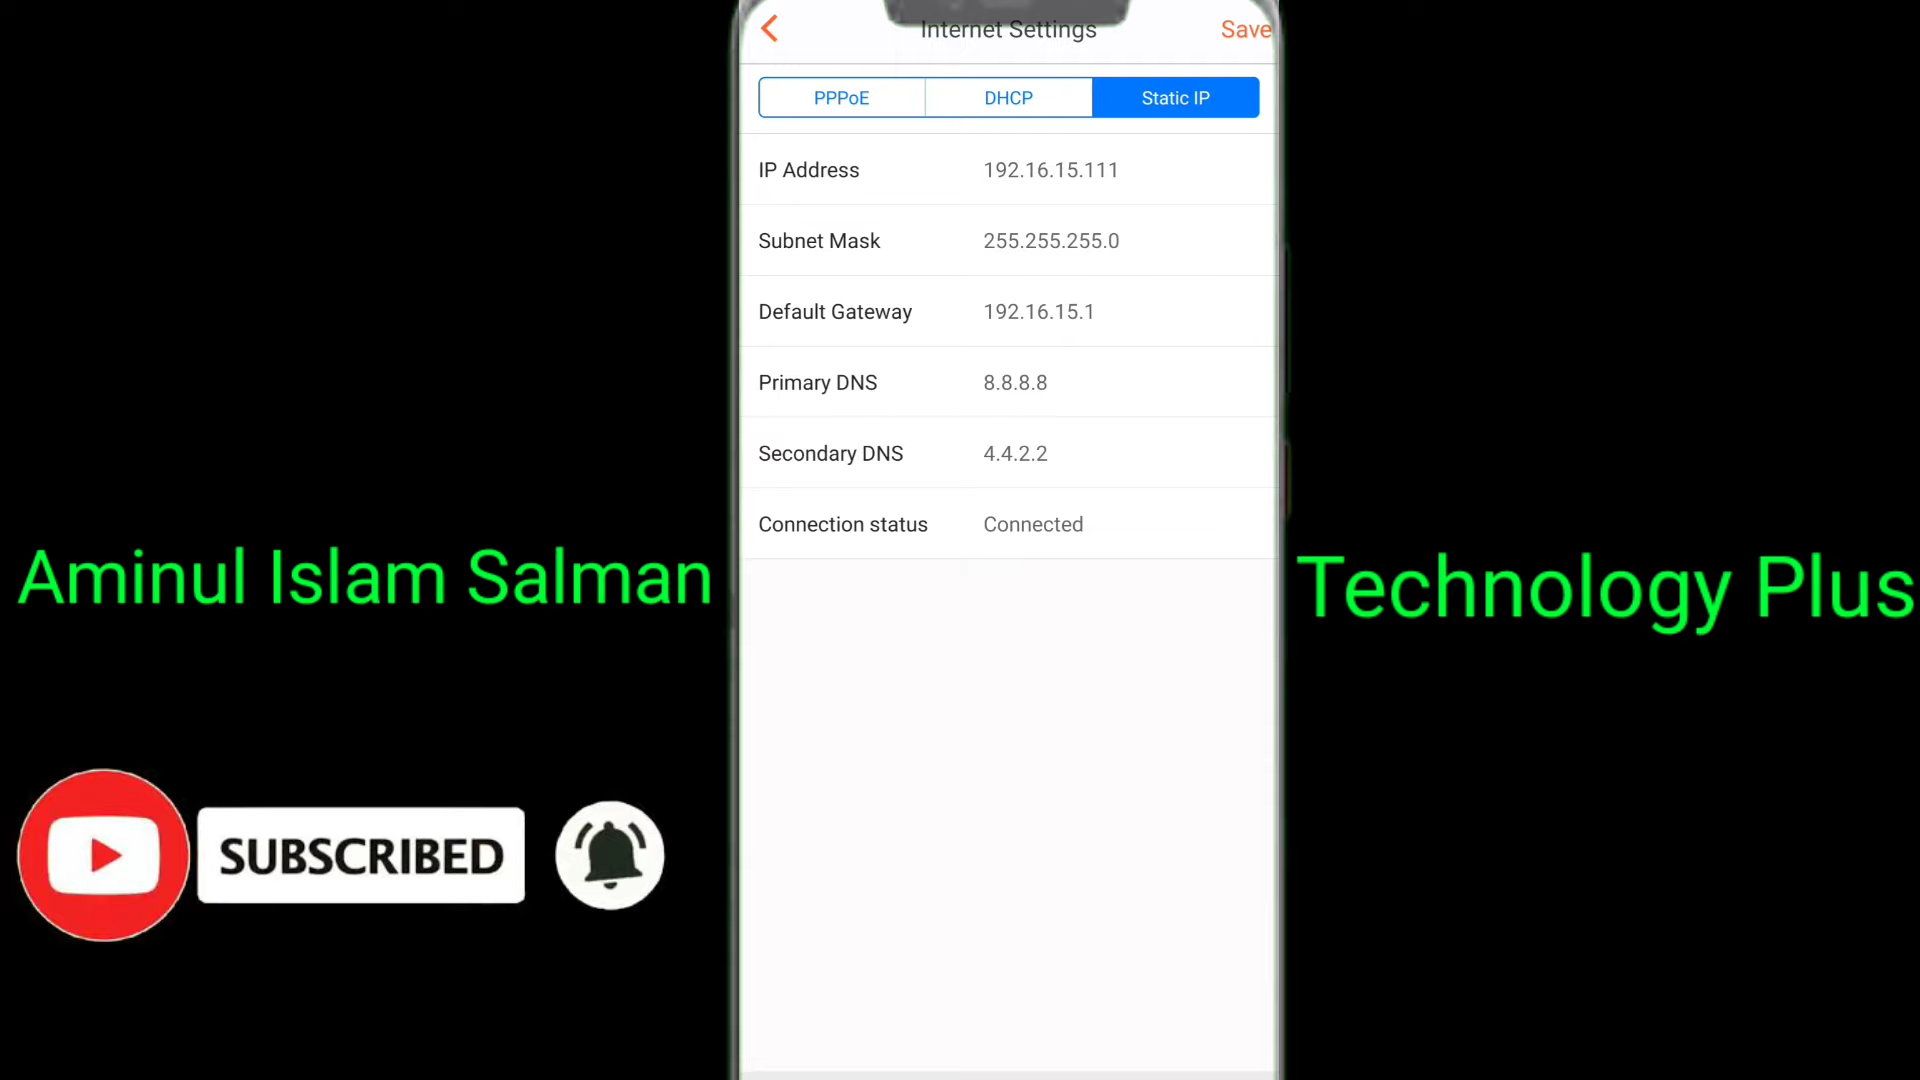 Internet Settings
Save
PPPoE
DHCP
Static IP
IP Address 192.16.15.111
Subnet Mask 255.255.255.0
Default Gateway 192.16.15.1
Primary DNS 8.8.8.8
Secondary DNS 4.4.2.2
Connection status Connected
Aminul Islam Salman
Technology Plus
SUBSCRIBED